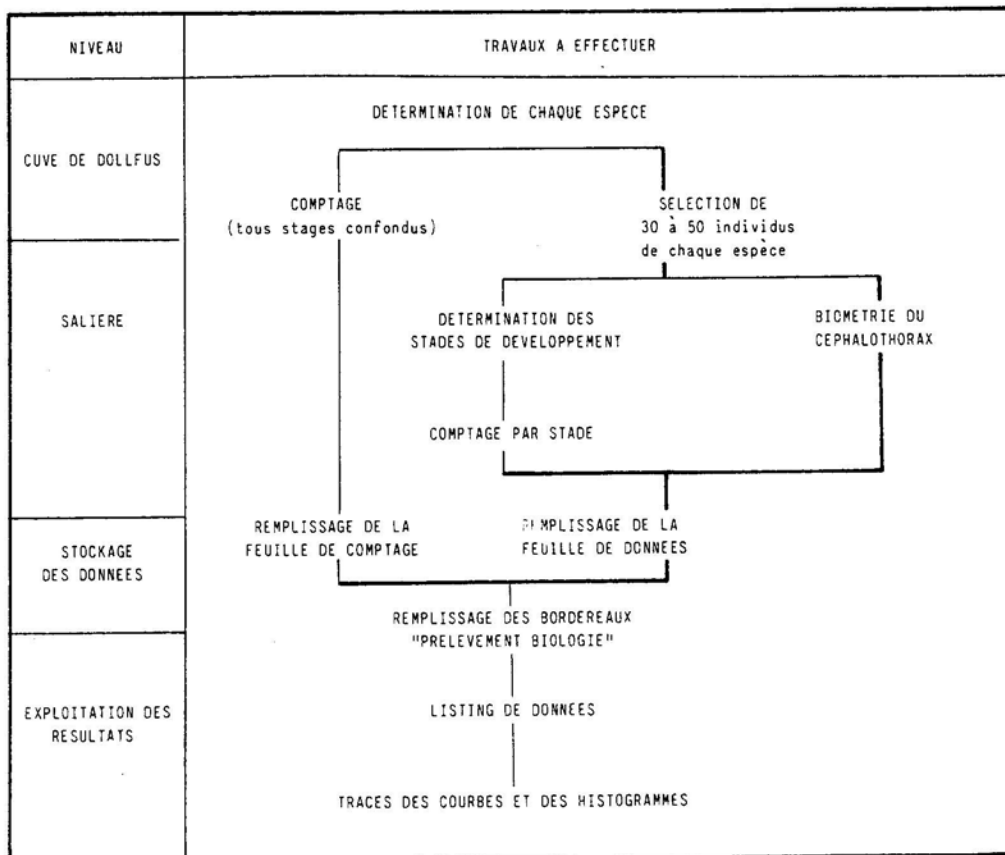 NIVEAU
TRAVAUX A EFFECTUER
CUVE DE DOLLFUS
DETERMINATION DE CHAQUE ESPECE
COMPTAGE
(tous stages confondus)
SELECTION DE
30 à 50 individus
de chaque espèce
SALIERE
DETERMINATION DES
STADES DE DEVELOPPEMENT
BIOMETRIE DU
CEPHALOTHORAX
COMPTAGE PAR STADE
STOCKAGE
DES DONNEES
REMPLISSAGE DE LA
FEUILLE DE COMPTAGE
REMPLISSAGE DE LA
FEUILLE DE DONNEES
REMPLISSAGE DES BORDEREAUX
"PRELEVEMENT BIOLOGIE"
EXPLOITATION DES
RESULTATS
LISTING DE DONNEES
TRACES DES COURBES ET DES HISTOGRAMMES